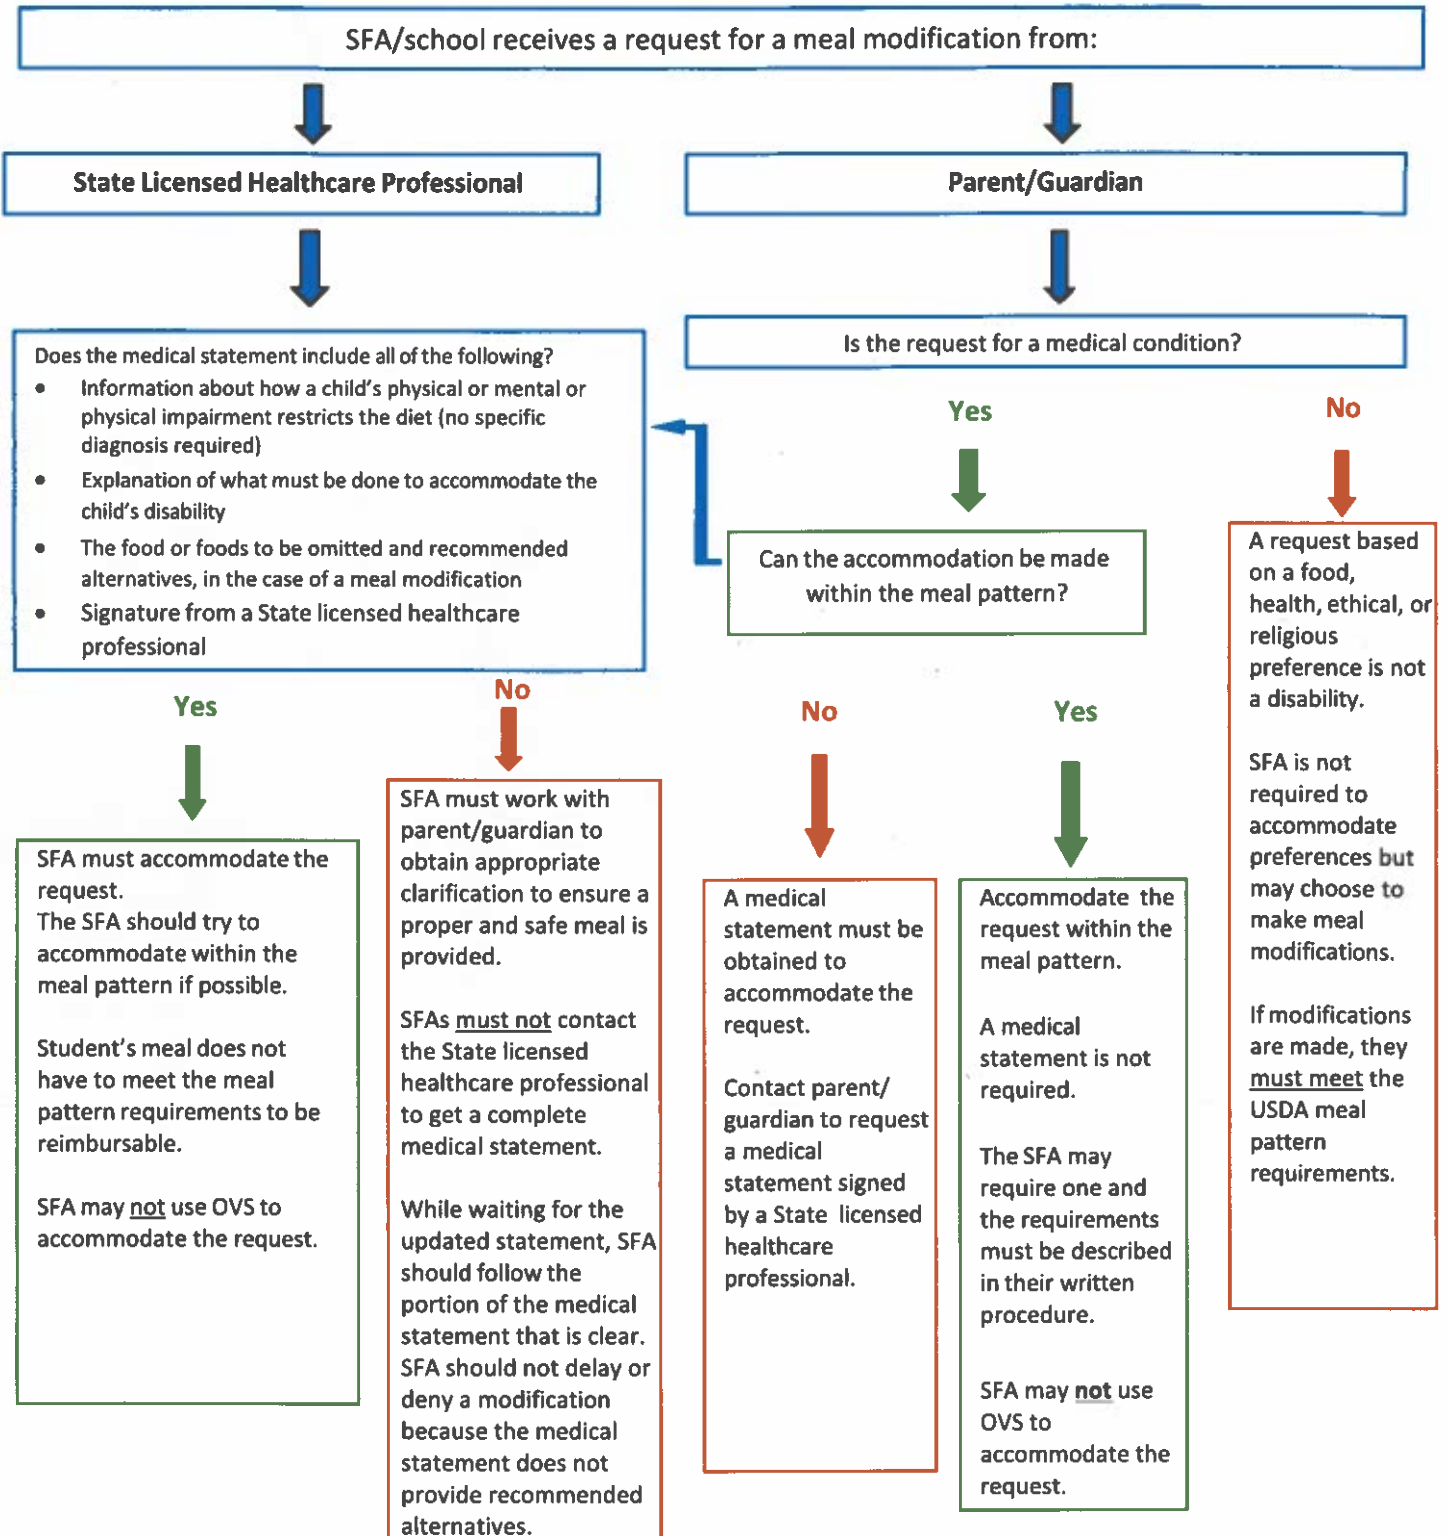 SFA/school receives a request for a meal modification from:
State Licensed Healthcare Professional
Parent/Guardian
Does the medical statement include all of the following?
• Information about how a child's physical or mental or
physical impairment restricts the diet (no specific
diagnosis required)
• Explanation of what must be done to accommodate the
child's disability
• The food or foods to be omitted and recommended
alternatives, in the case of a meal modification
• Signature from a State licensed healthcare
professional
Is the request for a medical condition?
Yes
No
Can the accommodation be made
within the meal pattern?
A request based
on a food,
health, ethical, or
religious
preference is not
a disability.
SFA is not
required to
accommodate
preferences but
may choose to
make meal
modifications.
If modifications
are made, they
must meet the
USDA meal
pattern
requirements.
Yes
No
No
Yes
SFA must accommodate the
request.
The SFA should try to
accommodate within the
meal pattern if possible.
Student's meal does not
have to meet the meal
pattern requirements to be
reimbursable.
SFA may not use OVS to
accommodate the request.
SFA must work with
parent/guardian to
obtain appropriate
clarification to ensure a
proper and safe meal is
provided.
SFAs must not contact
the State licensed
healthcare professional
to get a complete
medical statement.
While waiting for the
updated statement, SFA
should follow the
portion of the medical
statement that is clear.
SFA should not delay or
deny a modification
because the medical
statement does not
provide recommended
alternatives.
A medical
statement must be
obtained to
accommodate the
request.
Contact parent/
guardian to request
a medical
statement signed
by a State licensed
healthcare
professional.
Accommodate the
request within the
meal pattern.
A medical
statement is not
required.
The SFA may
require one and
the requirements
must be described
in their written
procedure.
SFA may not use
OVS to
accommodate the
request.